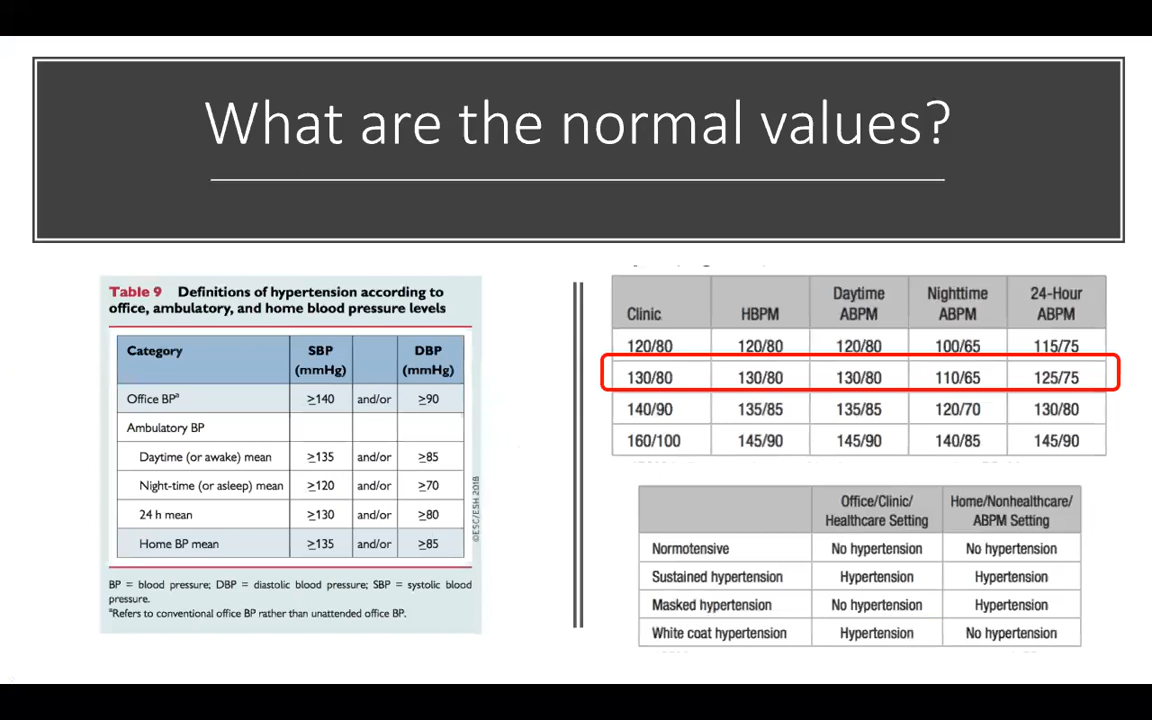 What are the normal values?
Table 9 Definitions of hypertension according to
office, ambulatory, and home blood pressure levels
Category SBP (mmHg) DBP (mmHg)
Office BPᵃ ≥140 and/or ≥90
Ambulatory BP
Daytime (or awake) mean ≥135 and/or ≥85
Night-time (or asleep) mean ≥120 and/or ≥70
24 h mean ≥130 and/or ≥80
Home BP mean ≥135 and/or ≥85
©ESC/ESH 2018
BP = blood pressure; DBP = diastolic blood pressure; SBP = systolic blood
pressure.
ᵃRefers to conventional office BP rather than unattended office BP.
Clinic HBPM Daytime ABPM Nighttime ABPM 24-Hour ABPM
120/80 120/80 120/80 100/65 115/75
130/80 130/80 130/80 110/65 125/75
140/90 135/85 135/85 120/70 130/80
160/100 145/90 145/90 140/85 145/90
Office/Clinic/ Healthcare Setting Home/Nonhealthcare/ ABPM Setting
Normotensive No hypertension No hypertension
Sustained hypertension Hypertension Hypertension
Masked hypertension No hypertension Hypertension
White coat hypertension Hypertension No hypertension